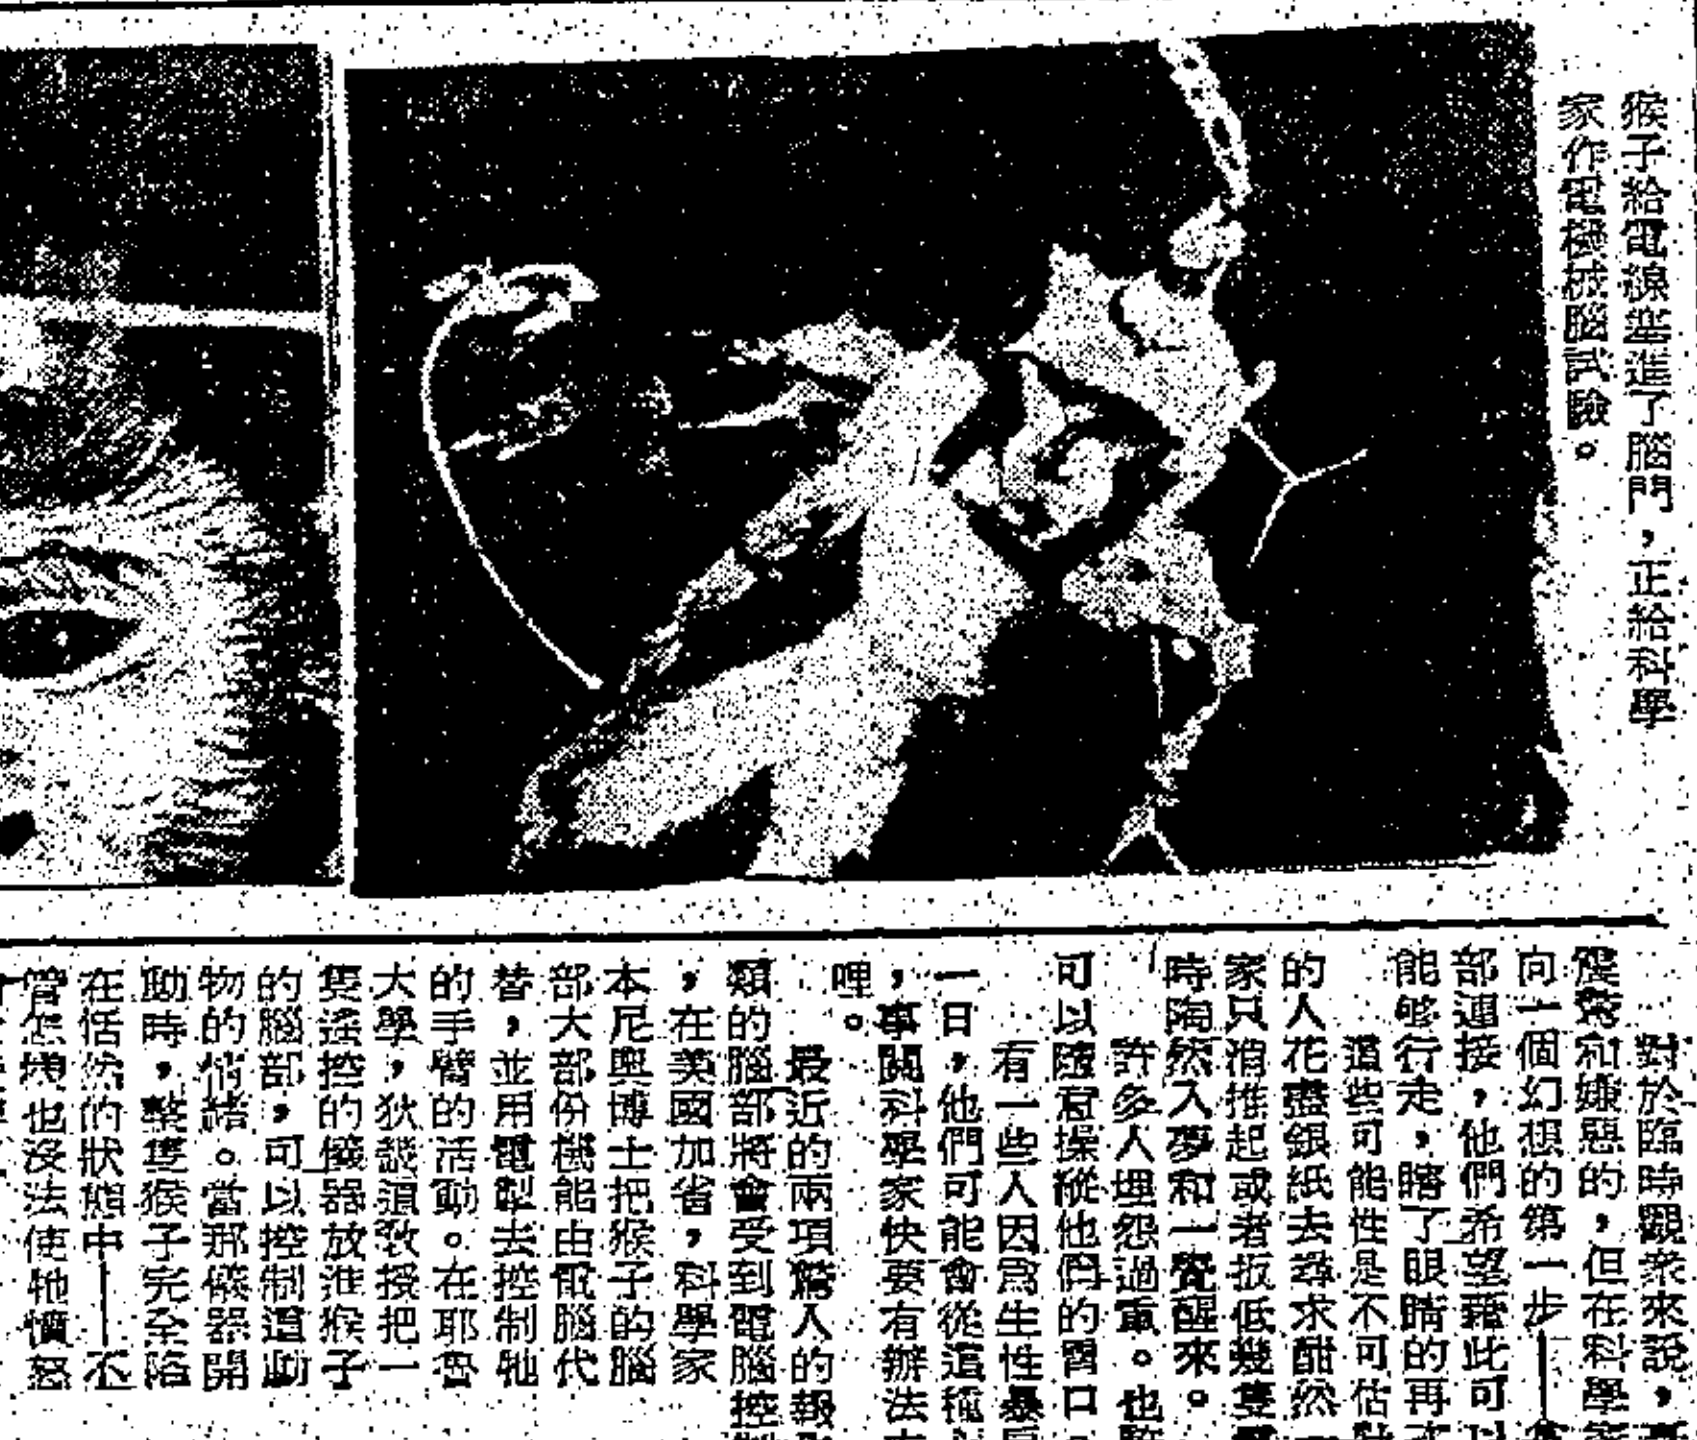 猴子給電線塞進了腦門，正給科學
家作電機械腦試驗。
對於臨時觀衆來說，
和嫌惡的，但在科學
向一個幻想的第一步——
部連接，他們希望藉此可以
能够行走，瞎了眼睛的再
這些可能性是不可估
的人花盡銀紙去尋求酣然
家只消推起或者扳低幾隻
時陶然入夢和一覺醒來。
許多人埋怨過重。也
可以隨意操縱他們的胃口
有一些人因爲生性暴
一日，他們可能會從這種
，事關科學家快要有辦法
哩。
最近的兩項驚人的報
類的腦部將會受到電腦控制
，在美國加省，科學家
本尼奧博士把猴子的腦
部大部份機能由電腦代
替，並用電掣去控制牠
的手臂的活動。在耶魯
大學，狄
教授把一
隻遙控的儀器放進猴子
的腦部，可以控制這動
物的情緒。當那儀器開
動時，整隻猴子完全陷
在恬然的狀態中——不
管怎樣也沒法使牠憤怒